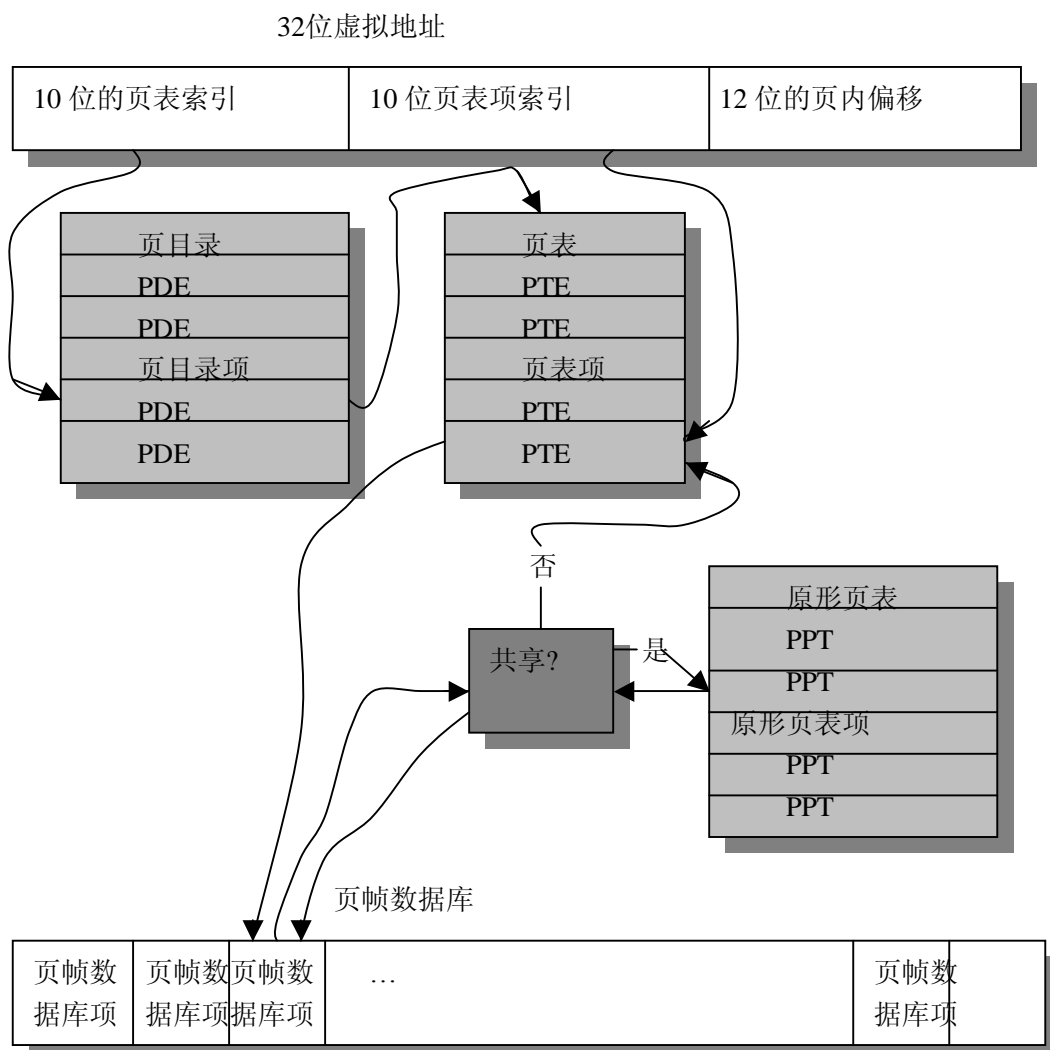 32位虚拟地址
10 位的页表索引
10 位页表项索引
12 位的页内偏移
页目录
PDE
PDE
页目录项
PDE
PDE
页表
PTE
PTE
页表项
PTE
PTE
否
共享?
是
原形页表
PPT
PPT
原形页表项
PPT
PPT
页帧数据库
页帧数
据库项
页帧数
据库项
页帧数
据库项
…
页帧数
据库项